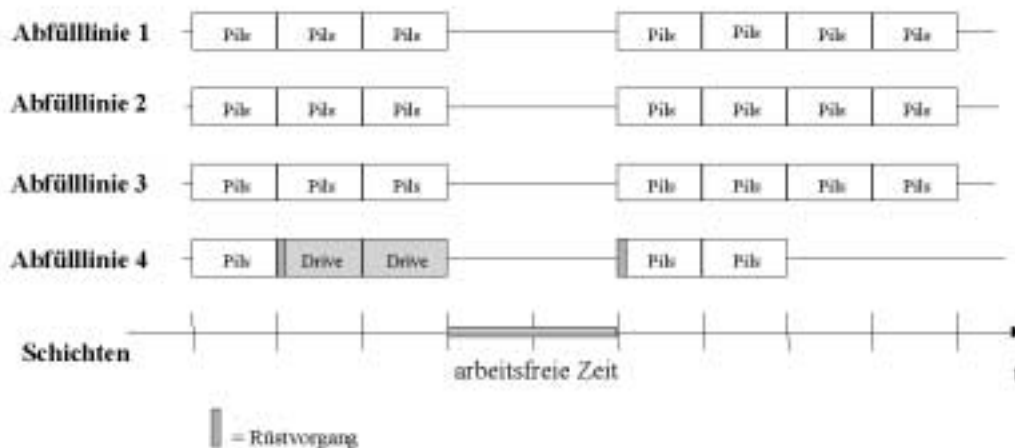 Abfülllinie 1 Pils Pils Pils Pils Pils Pils Pils
Abfülllinie 2 Pils Pils Pils Pils Pils Pils Pils
Abfülllinie 3 Pils Pils Pils Pils Pils Pils Pils
Abfülllinie 4 Pils Drive Drive Pils Pils
Schichten
arbeitsfreie Zeit
= Rüstvorgang